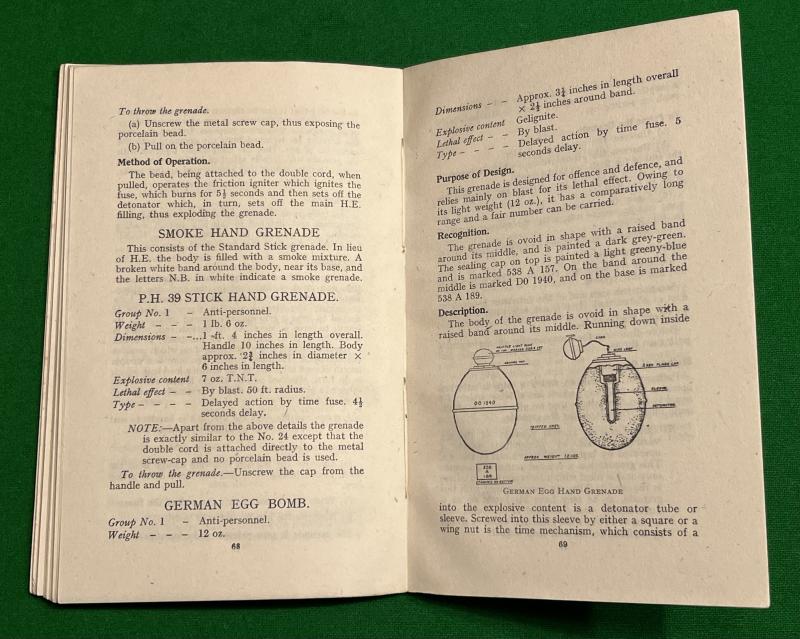 To throw the grenade.
(a) Unscrew the metal screw cap, thus exposing the
porcelain bead.
(b) Pull on the porcelain bead.
Method of Operation.
The bead, being attached to the double cord, when
pulled, operates the friction igniter which ignites the
fuse, which burns for 5½ seconds and then sets off the
detonator which, in turn, sets off the main H.E.
filling, thus exploding the grenade.
SMOKE HAND GRENADE
This consists of the Standard Stick grenade. In lieu
of H.E. the body is filled with a smoke mixture. A
broken white band around the body, near its base, and
the letters N.B. in white indicate a smoke grenade.
P.H. 39 STICK HAND GRENADE.
Group No. 1 – Anti-personnel.
Weight – – – 1 lb. 6 oz.
Dimensions – –...1 -ft. 4 inches in length overall.
Handle 10 inches in length. Body
approx. 2¾ inches in diameter ×
6 inches in length.
Explosive content 7 oz. T.N.T.
Lethal effect – – By blast. 50 ft. radius.
Type – – – – Delayed action by time fuse. 4½
seconds delay.
NOTE:—Apart from the above details the grenade
is exactly similar to the No. 24 except that the
double cord is attached directly to the metal
screw-cap and no porcelain bead is used.
To throw the grenade.—Unscrew the cap from the
handle and pull.
GERMAN EGG BOMB.
Group No. 1 – Anti-personnel.
Weight – – – 12 oz.
68
Dimensions – – Approx. 3¼ inches in length overall
× 2½ inches around band.
Explosive content Gelignite.
Lethal effect – – By blast.
Type – – – – Delayed action by time fuse. 5
seconds delay.
Purpose of Design.
This grenade is designed for offence and defence, and
relies mainly on blast for its lethal effect. Owing to
its light weight (12 oz.), it has a comparatively long
range and a fair number can be carried.
Recognition.
The grenade is ovoid in shape with a raised band
around its middle, and is painted a dark grey-green.
The sealing cap on top is painted a light greeny-blue
and is marked 538 A 157. On the band around the
middle is marked D0 1940, and on the base is marked
538 A 189.
Description.
The body of the grenade is ovoid in shape with a
raised band around its middle. Running down inside
DO 1940
APPROX WEIGHT 12 OZS.
SLEEVE.
DETONATOR.
German Egg Hand Grenade
into the explosive content is a detonator tube or
sleeve. Screwed into this sleeve by either a square or a
wing nut is the time mechanism, which consists of a
69